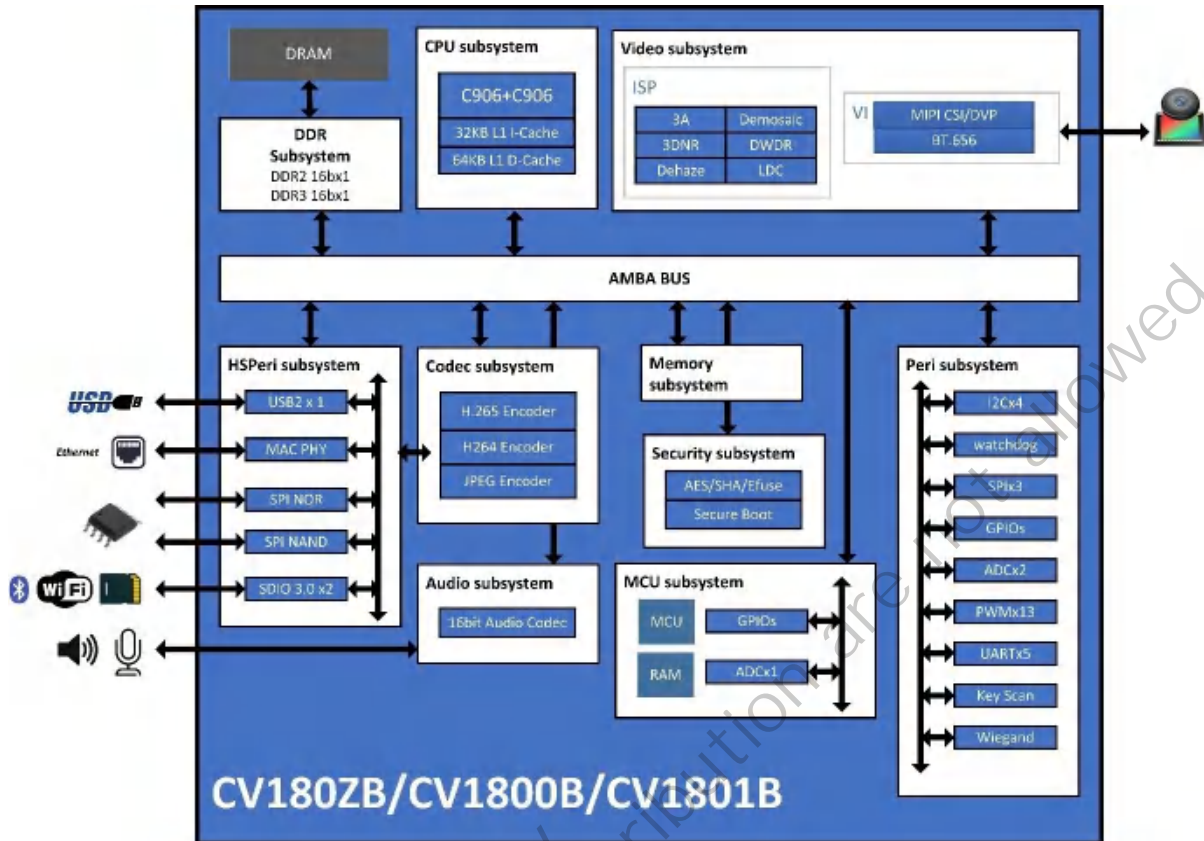 DRAM
DDR
Subsystem
DDR2 16bx1
DDR3 16bx1
CPU subsystem
C906+C906
32KB L1 I-Cache
64KB L1 D-Cache
Video subsystem
ISP
3A
Demosaic
3DNR
DWDR
Dehaze
LDC
VI
MIPI CSI/DVP
BT.656
AMBA BUS
HSPeri subsystem
USB2 x 1
MAC PHY
SPI NOR
SPI NAND
SDIO 3.0 x2
USB
Ethernet
WiFi
Codec subsystem
H.265 Encoder
H264 Encoder
JPEG Encoder
Audio subsystem
16bit Audio Codec
Memory
subsystem
Security subsystem
AES/SHA/Efuse
Secure Boot
MCU subsystem
MCU
GPIOs
RAM
ADCx1
Peri subsystem
I2Cx4
watchdog
SPIx3
GPIOs
ADCx2
PWMx13
UARTx5
Key Scan
Wiegand
CV180ZB/CV1800B/CV1801B
are not allowed